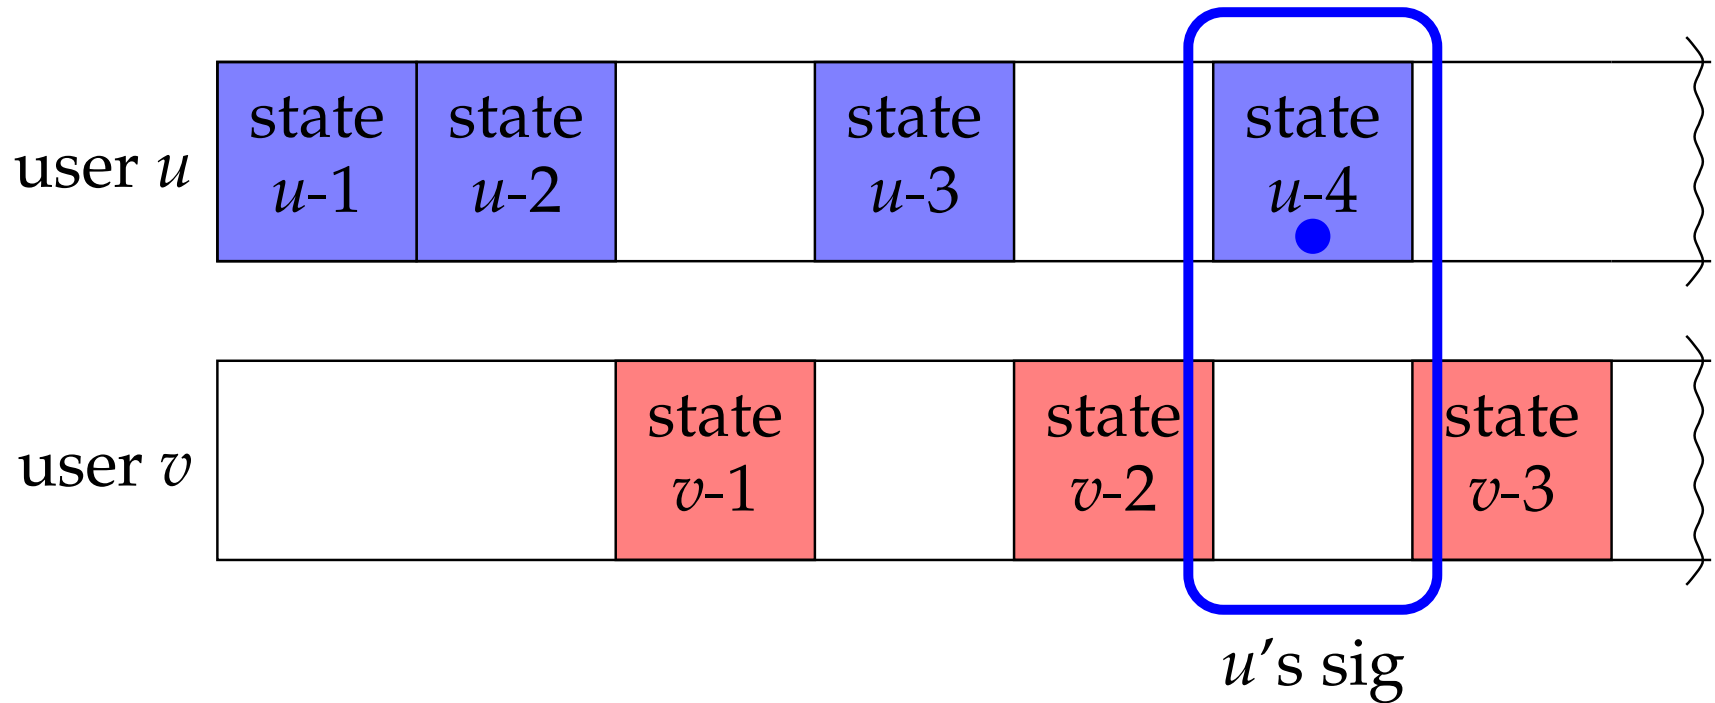 user u
state
u-1
state
u-2
state
u-3
state
u-4
user v
state
v-1
state
v-2
state
v-3
u's sig